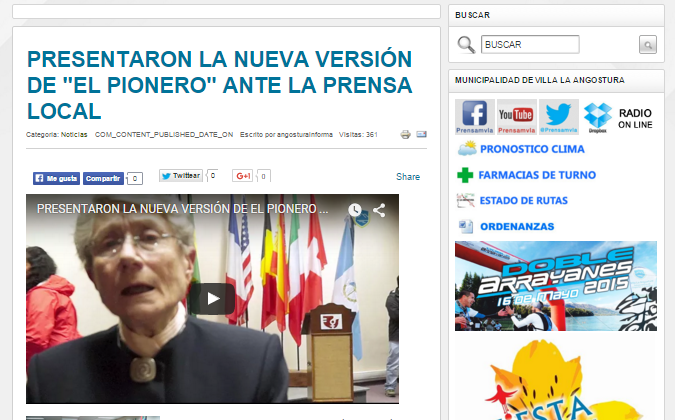 PRESENTARON LA NUEVA VERSIÓN
DE "EL PIONERO" ANTE LA PRENSA
LOCAL
Categoría: Noticias COM_CONTENT_PUBLISHED_DATE_ON Escrito por angosturainforma Visitas: 361
Me gusta Compartir 0 Twittear 0 G+1 0 Share
PRESENTARON LA NUEVA VERSIÓN DE EL PIONERO ...
BUSCAR
BUSCAR
MUNICIPALIDAD DE VILLA LA ANGOSTURA
You Tube
Prensamvla Prensamvla @Prensamvla Dropbox
RADIO
ON LINE
PRONOSTICO CLIMA
FARMACIAS DE TURNO
ESTADO DE RUTAS
ORDENANZAS
DOBLE
ARRAYANES
16 de MAYO 2015
FIESTA